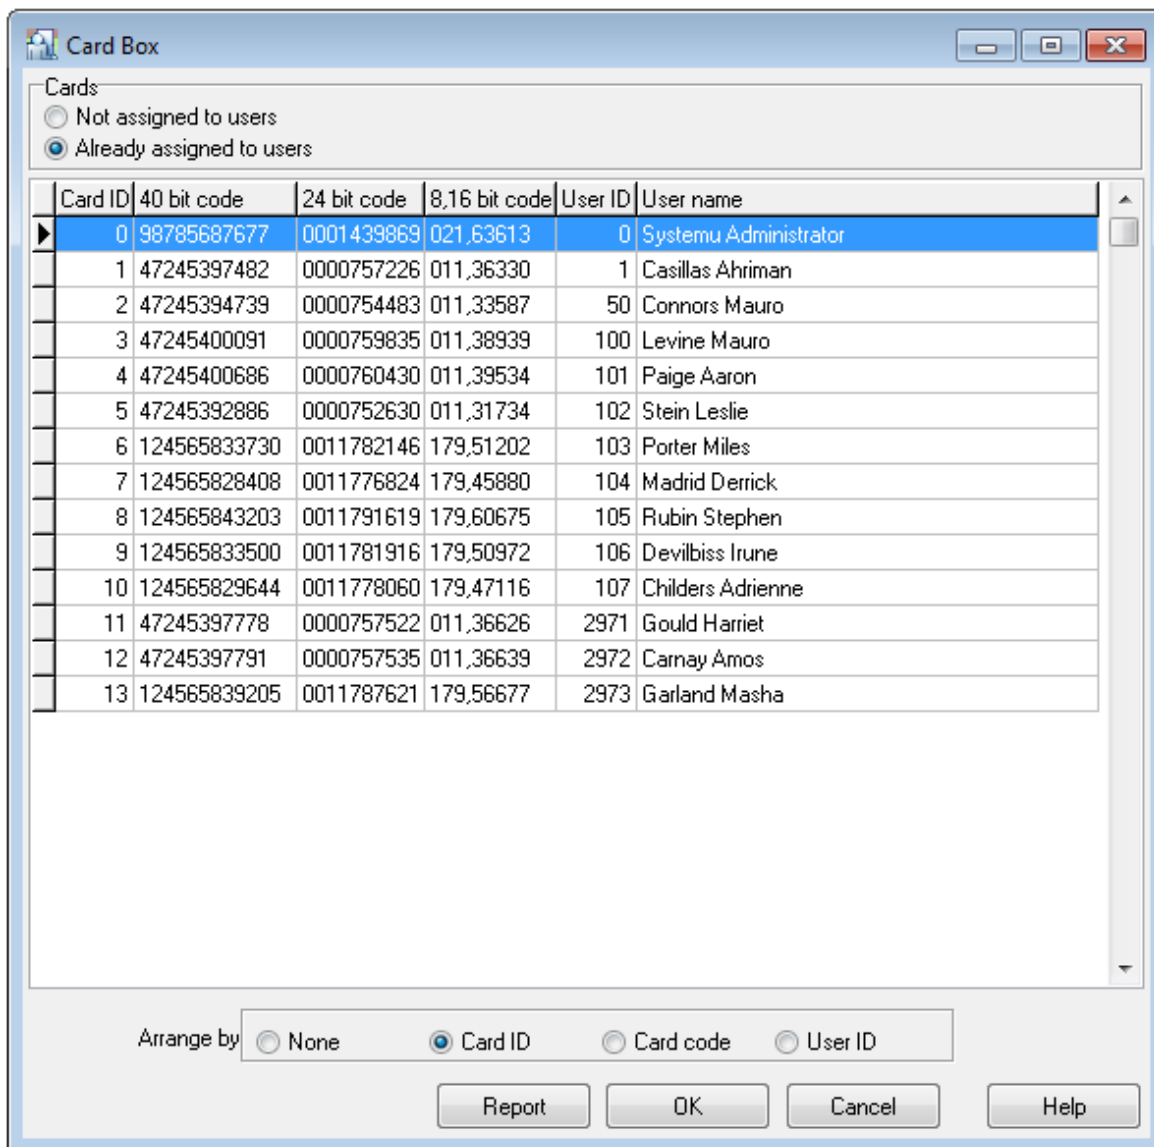 Card Box
Cards
Not assigned to users
Already assigned to users
Card ID 40 bit code 24 bit code 8,16 bit code User ID User name
0 98785687677 0001439869 021,63613 0 Systemu Administrator
1 47245397482 0000757226 011,36330 1 Casillas Ahriman
2 47245394739 0000754483 011,33587 50 Connors Mauro
3 47245400091 0000759835 011,38939 100 Levine Mauro
4 47245400686 0000760430 011,39534 101 Paige Aaron
5 47245392886 0000752630 011,31734 102 Stein Leslie
6 124565833730 0011782146 179,51202 103 Porter Miles
7 124565828408 0011776824 179,45880 104 Madrid Derrick
8 124565843203 0011791619 179,60675 105 Rubin Stephen
9 124565833500 0011781916 179,50972 106 Devilbiss Irune
10 124565829644 0011778060 179,47116 107 Childers Adrienne
11 47245397778 0000757522 011,36626 2971 Gould Harriet
12 47245397791 0000757535 011,36639 2972 Carnay Amos
13 124565839205 0011787621 179,56677 2973 Garland Masha
Arrange by None Card ID Card code User ID
Report OK Cancel Help